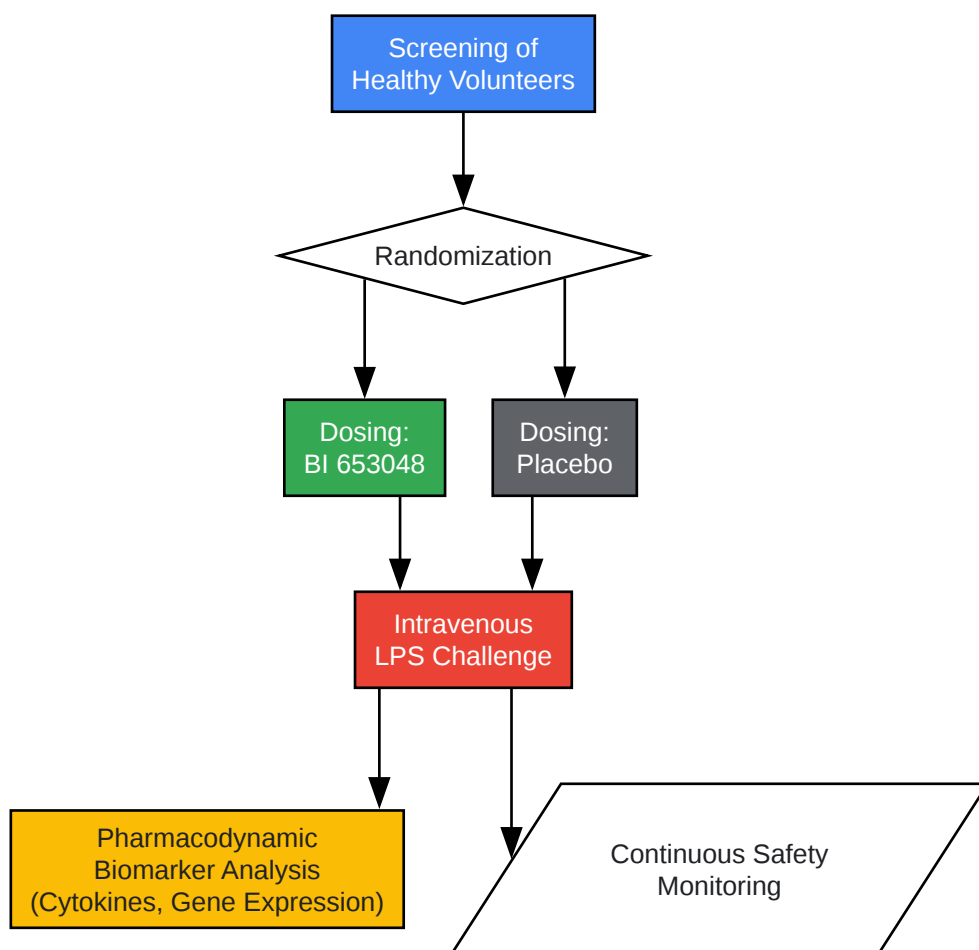 Screening of
Healthy Volunteers
Randomization
Dosing:
BI 653048
Dosing:
Placebo
Intravenous
LPS Challenge
Pharmacodynamic
Biomarker Analysis
(Cytokines, Gene Expression)
Continuous Safety
Monitoring